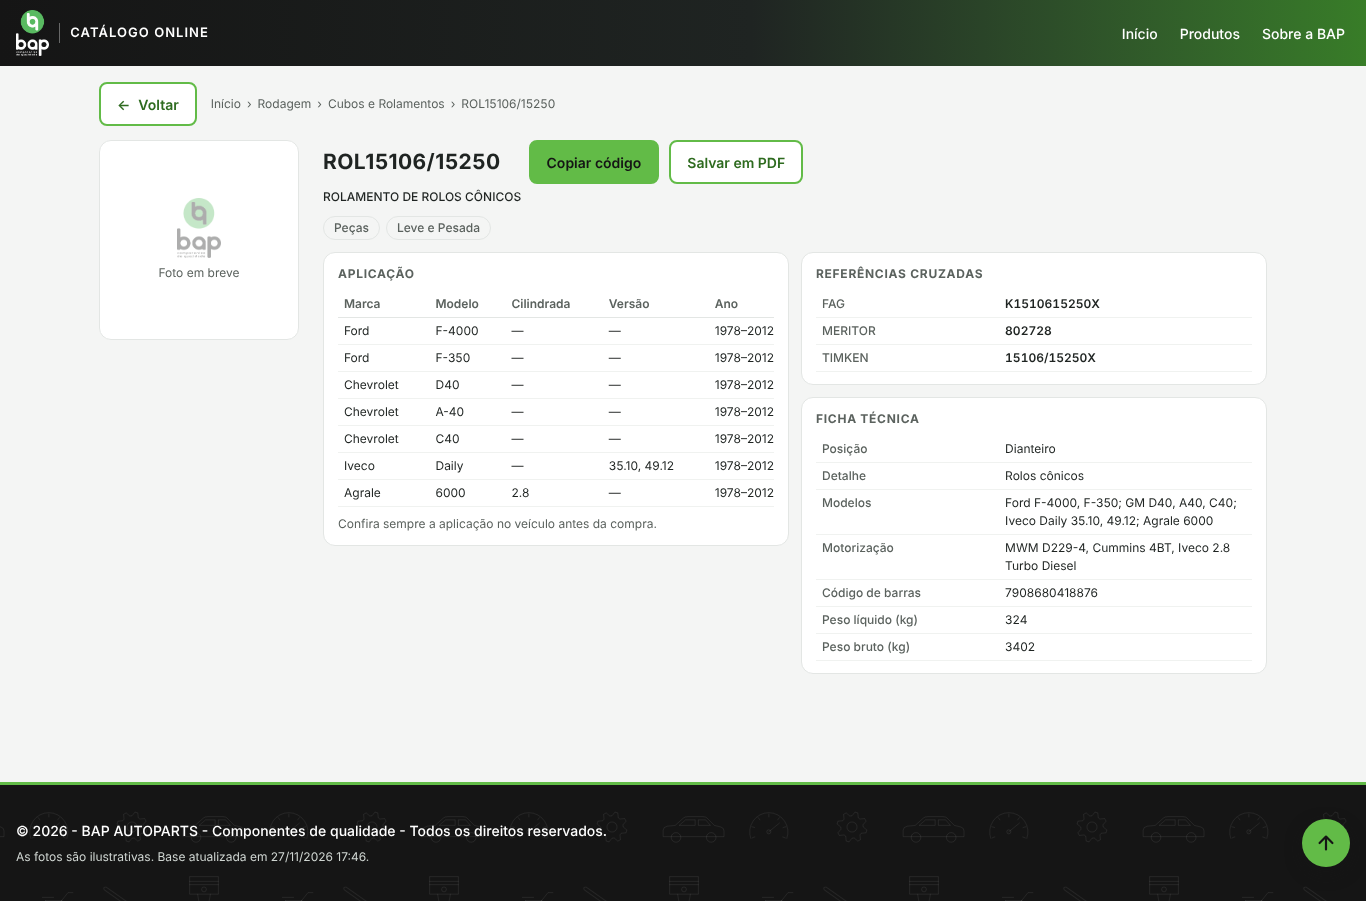 bap
CATÁLOGO ONLINE
Início
Produtos
Sobre a BAP
← Voltar
Início › Rodagem › Cubos e Rolamentos › ROL15106/15250
bap
Foto em breve
ROL15106/15250
Copiar código
Salvar em PDF
ROLAMENTO DE ROLOS CÔNICOS
Peças
Leve e Pesada
APLICAÇÃO
Marca Modelo Cilindrada Versão Ano
Ford F-4000 — — 1978–2012
Ford F-350 — — 1978–2012
Chevrolet D40 — — 1978–2012
Chevrolet A-40 — — 1978–2012
Chevrolet C40 — — 1978–2012
Iveco Daily — 35.10, 49.12 1978–2012
Agrale 6000 2.8 — 1978–2012
Confira sempre a aplicação no veículo antes da compra.
REFERÊNCIAS CRUZADAS
FAG K1510615250X
MERITOR 802728
TIMKEN 15106/15250X
FICHA TÉCNICA
Posição Dianteiro
Detalhe Rolos cônicos
Modelos Ford F-4000, F-350; GM D40, A40, C40;
Iveco Daily 35.10, 49.12; Agrale 6000
Motorização MWM D229-4, Cummins 4BT, Iveco 2.8
Turbo Diesel
Código de barras 7908680418876
Peso líquido (kg) 324
Peso bruto (kg) 3402
© 2026 - BAP AUTOPARTS - Componentes de qualidade - Todos os direitos reservados.
As fotos são ilustrativas. Base atualizada em 27/11/2026 17:46.